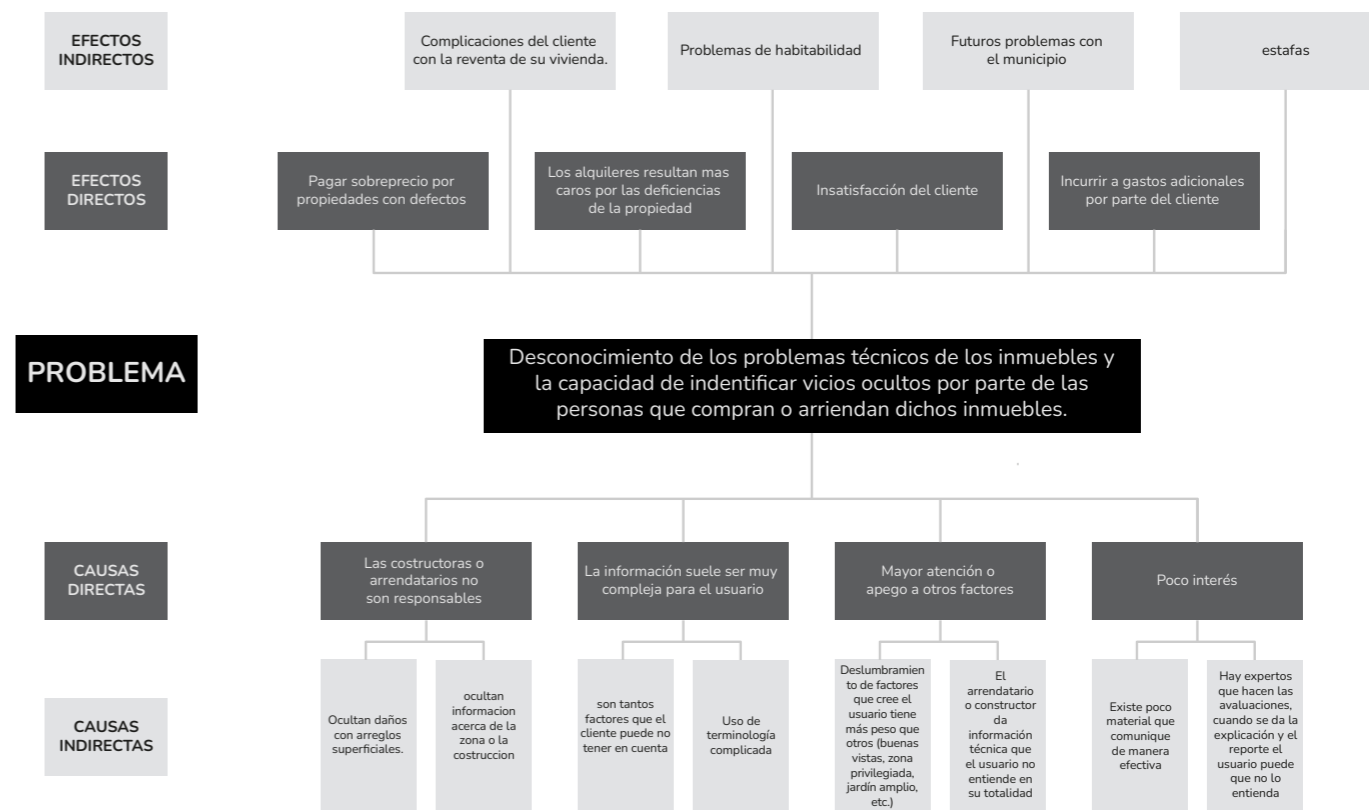 EFECTOS
INDIRECTOS
Complicaciones del cliente
con la reventa de su vivienda.
Problemas de habitabilidad
Futuros problemas con
el municipio
estafas
EFECTOS
DIRECTOS
Pagar sobreprecio por
propiedades con defectos
Los alquileres resultan mas
caros por las deficiencias
de la propiedad
Insatisfacción del cliente
Incurrir a gastos adicionales
por parte del cliente
PROBLEMA
Desconocimiento de los problemas técnicos de los inmuebles y
la capacidad de indentificar vicios ocultos por parte de las
personas que compran o arriendan dichos inmuebles.
CAUSAS
DIRECTAS
Las costructoras o
arrendatarios no
son responsables
La información suele ser muy
compleja para el usuario
Mayor atención o
apego a otros factores
Poco interés
CAUSAS
INDIRECTAS
Ocultan daños
con arreglos
superficiales.
ocultan
informacion
acerca de la
zona o la
costruccion
son tantos
factores que el
cliente puede no
tener en cuenta
Uso de
terminología
complicada
Deslumbramien
to de factores
que cree el
usuario tiene
más peso que
otros (buenas
vistas, zona
privilegiada,
jardín amplio,
etc.)
El
arrendatario
o constructor
da
información
técnica que
el usuario no
entiende en
su totalidad
Existe poco
material que
comunique
de manera
efectiva
Hay expertos
que hacen las
avaluaciones,
cuando se da la
explicación y el
reporte el
usuario puede
que no lo
entienda